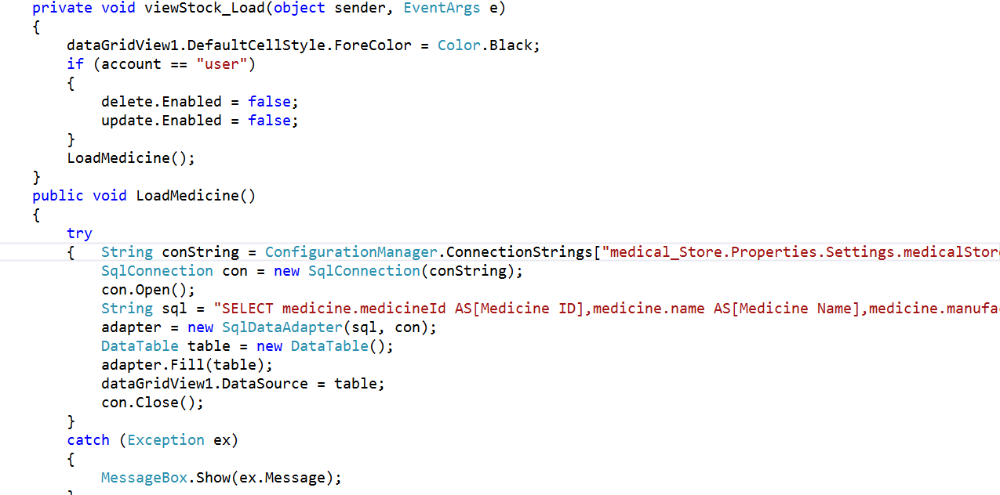 private void viewStock_Load(object sender, EventArgs e)
{
dataGridView1.DefaultCellStyle.ForeColor = Color.Black;
if (account == "user")
{
delete.Enabled = false;
update.Enabled = false;
}
LoadMedicine();
}
public void LoadMedicine()
{
try
{ String conString = ConfigurationManager.ConnectionStrings["medical_Store.Properties.Settings.medicalStor
SqlConnection con = new SqlConnection(conString);
con.Open();
String sql = "SELECT medicine.medicineId AS[Medicine ID],medicine.name AS[Medicine Name],medicine.manufa
adapter = new SqlDataAdapter(sql, con);
DataTable table = new DataTable();
adapter.Fill(table);
dataGridView1.DataSource = table;
con.Close();
}
catch (Exception ex)
{
MessageBox.Show(ex.Message);
}